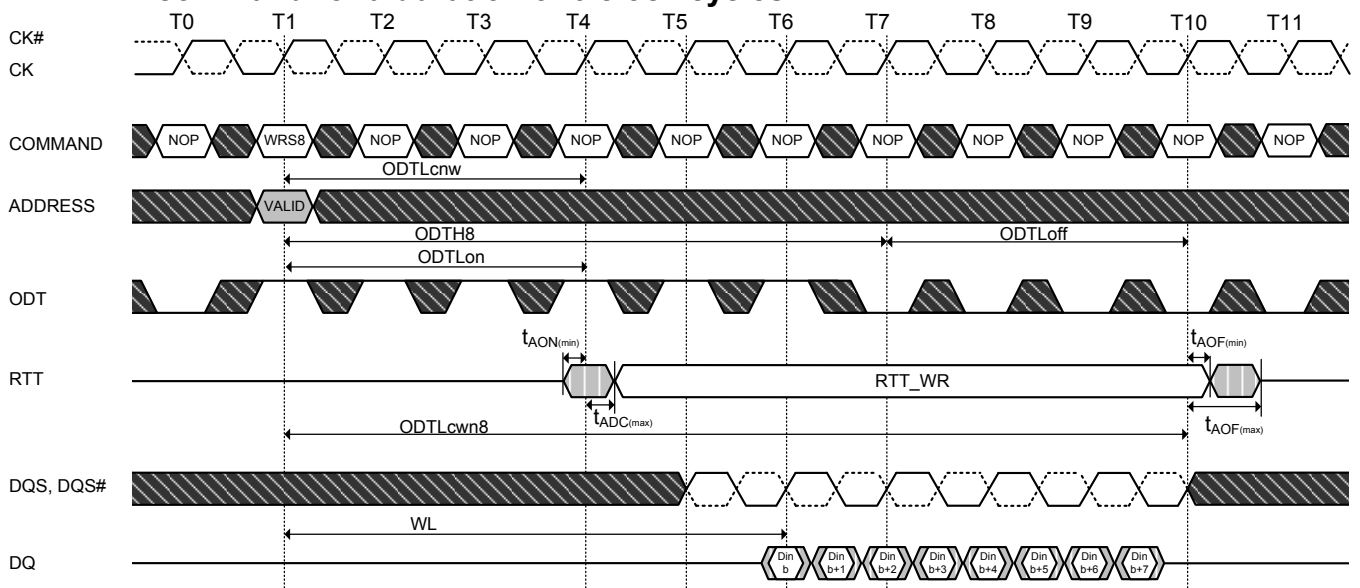 T0 T1 T2 T3 T4 T5 T6 T7 T8 T9 T10 T11
CK#
CK
COMMAND NOP WRS8 NOP NOP NOP NOP NOP NOP NOP NOP NOP NOP
ODTLcnw
ADDRESS VALID
ODTH8 ODTLoff
ODTLon
ODT
tAON(min) tAOF(min)
RTT RTT_WR
tADC(max) tAOF(max)
ODTLcwn8
DQS, DQS#
WL
DQ Din b Din b+1 Din b+2 Din b+3 Din b+4 Din b+5 Din b+6 Din b+7